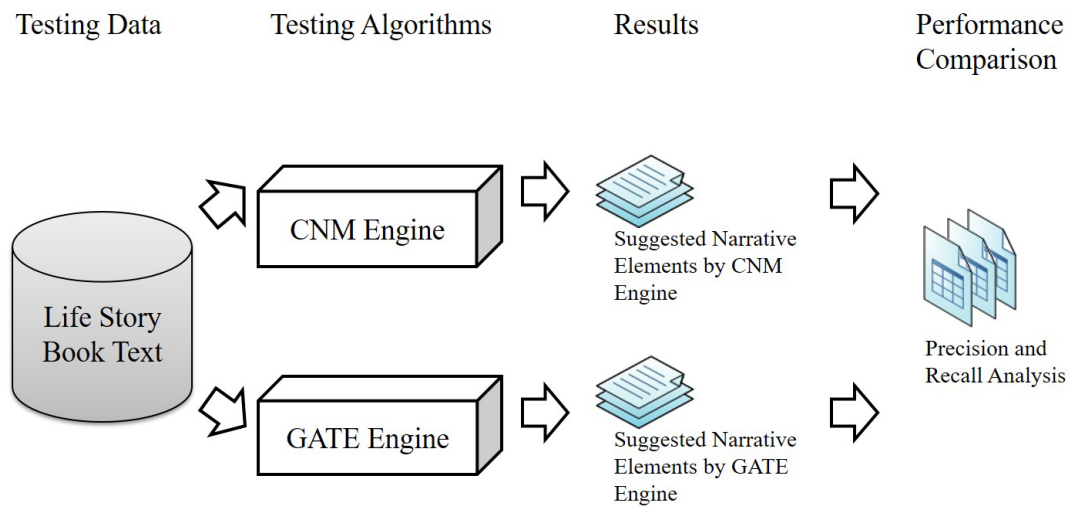 Testing Data
Testing Algorithms
Results
Performance
Comparison
Life Story
Book Text
CNM Engine
Suggested Narrative
Elements by CNM
Engine
GATE Engine
Suggested Narrative
Elements by GATE
Engine
Precision and
Recall Analysis